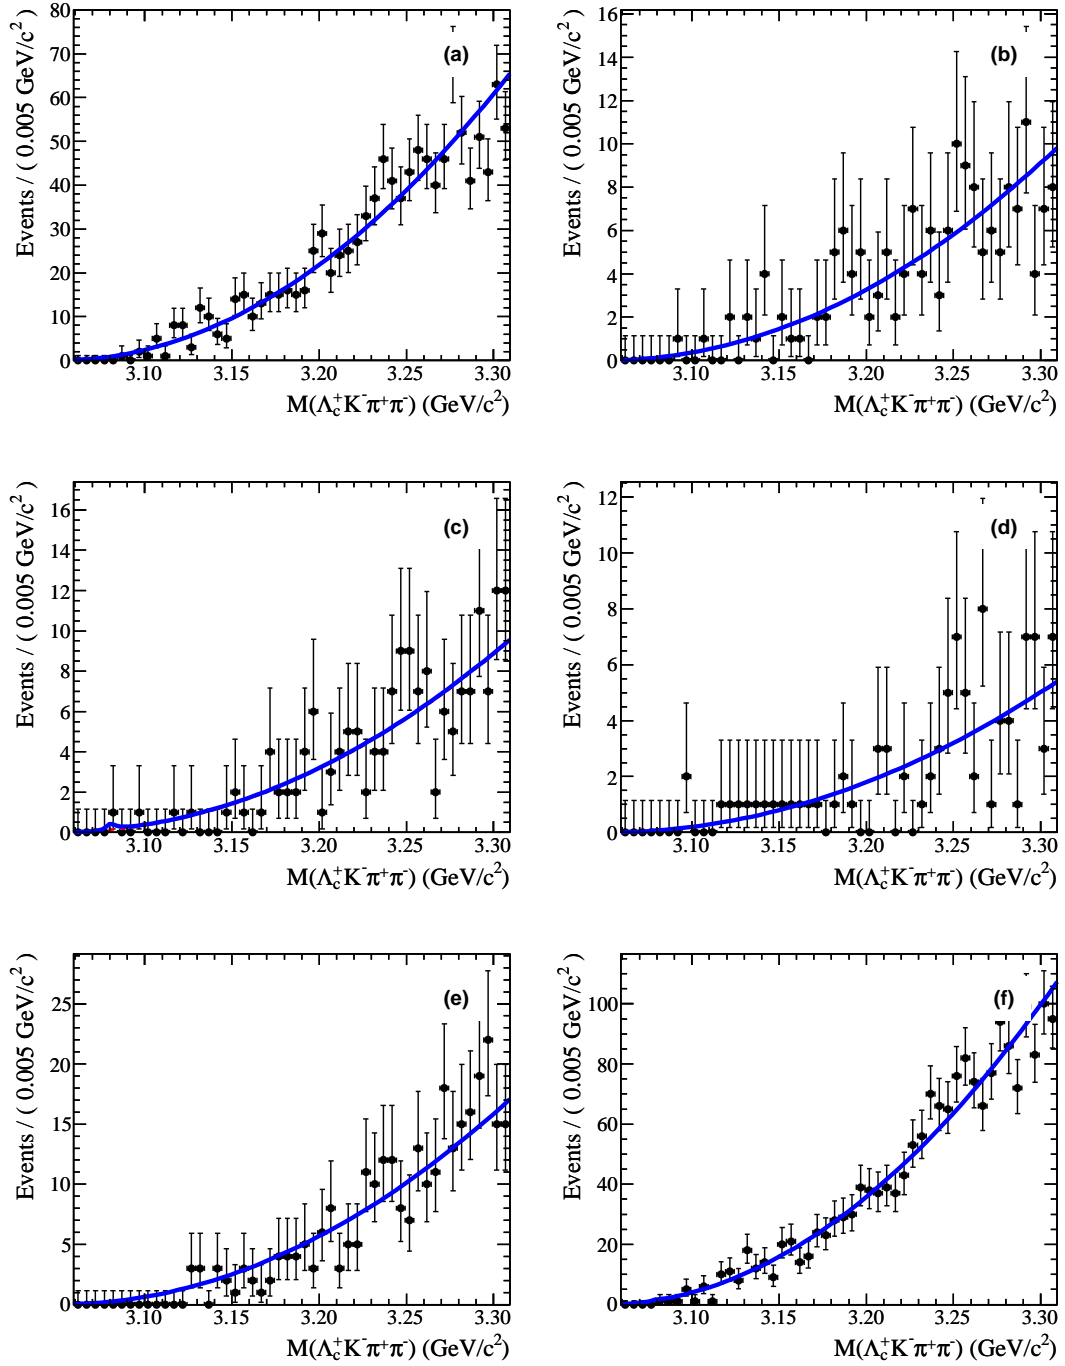 Events / ( 0.005 GeV/c² )
80
70
60
50
40
30
20
10
0
(a)
3.10 3.15 3.20 3.25 3.30
M(Λc⁺K⁻π⁺π⁻) (GeV/c²)
Events / ( 0.005 GeV/c² )
16
14
12
10
8
6
4
2
0
(b)
3.10 3.15 3.20 3.25 3.30
M(Λc⁺K⁻π⁺π⁻) (GeV/c²)
Events / ( 0.005 GeV/c² )
16
14
12
10
8
6
4
2
0
(c)
3.10 3.15 3.20 3.25 3.30
M(Λc⁺K⁻π⁺π⁻) (GeV/c²)
Events / ( 0.005 GeV/c² )
12
10
8
6
4
2
0
(d)
3.10 3.15 3.20 3.25 3.30
M(Λc⁺K⁻π⁺π⁻) (GeV/c²)
Events / ( 0.005 GeV/c² )
25
20
15
10
5
0
(e)
3.10 3.15 3.20 3.25 3.30
M(Λc⁺K⁻π⁺π⁻) (GeV/c²)
Events / ( 0.005 GeV/c² )
100
80
60
40
20
0
(f)
3.10 3.15 3.20 3.25 3.30
M(Λc⁺K⁻π⁺π⁻) (GeV/c²)